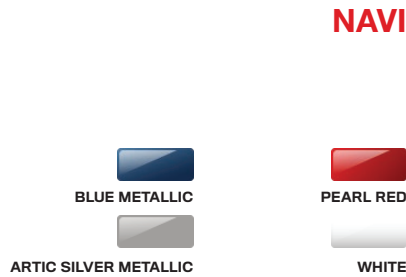 NAVI
BLUE METALLIC
PEARL RED
ARTIC SILVER METALLIC
WHITE